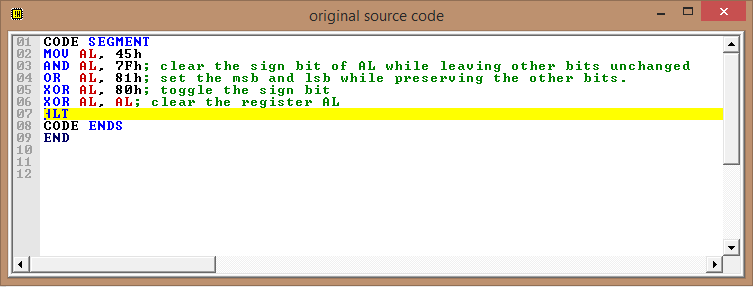 original source code
01 CODE SEGMENT
02 MOV AL, 45h
03 AND AL, 7Fh; clear the sign bit of AL while leaving other bits unchanged
04 OR  AL, 81h; set the msb and lsb while preserving the other bits.
05 XOR AL, 80h; toggle the sign bit
06 XOR AL, AL; clear the register AL
07 HLT
08 CODE ENDS
09 END
10
11
12